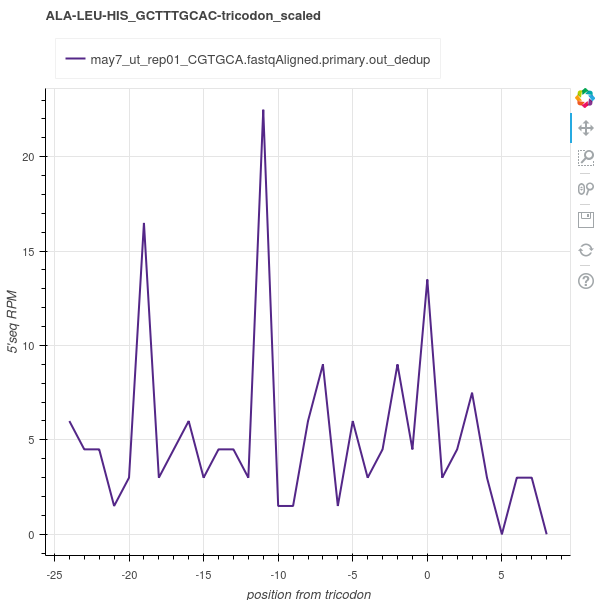 ALA-LEU-HIS_GCTTTGCAC-tricodon_scaled
may7_ut_rep01_CGTGCA.fastqAligned.primary.out_dedup
20
15
10
5
0
5'seq RPM
-25 -20 -15 -10 -5 0 5
position from tricodon